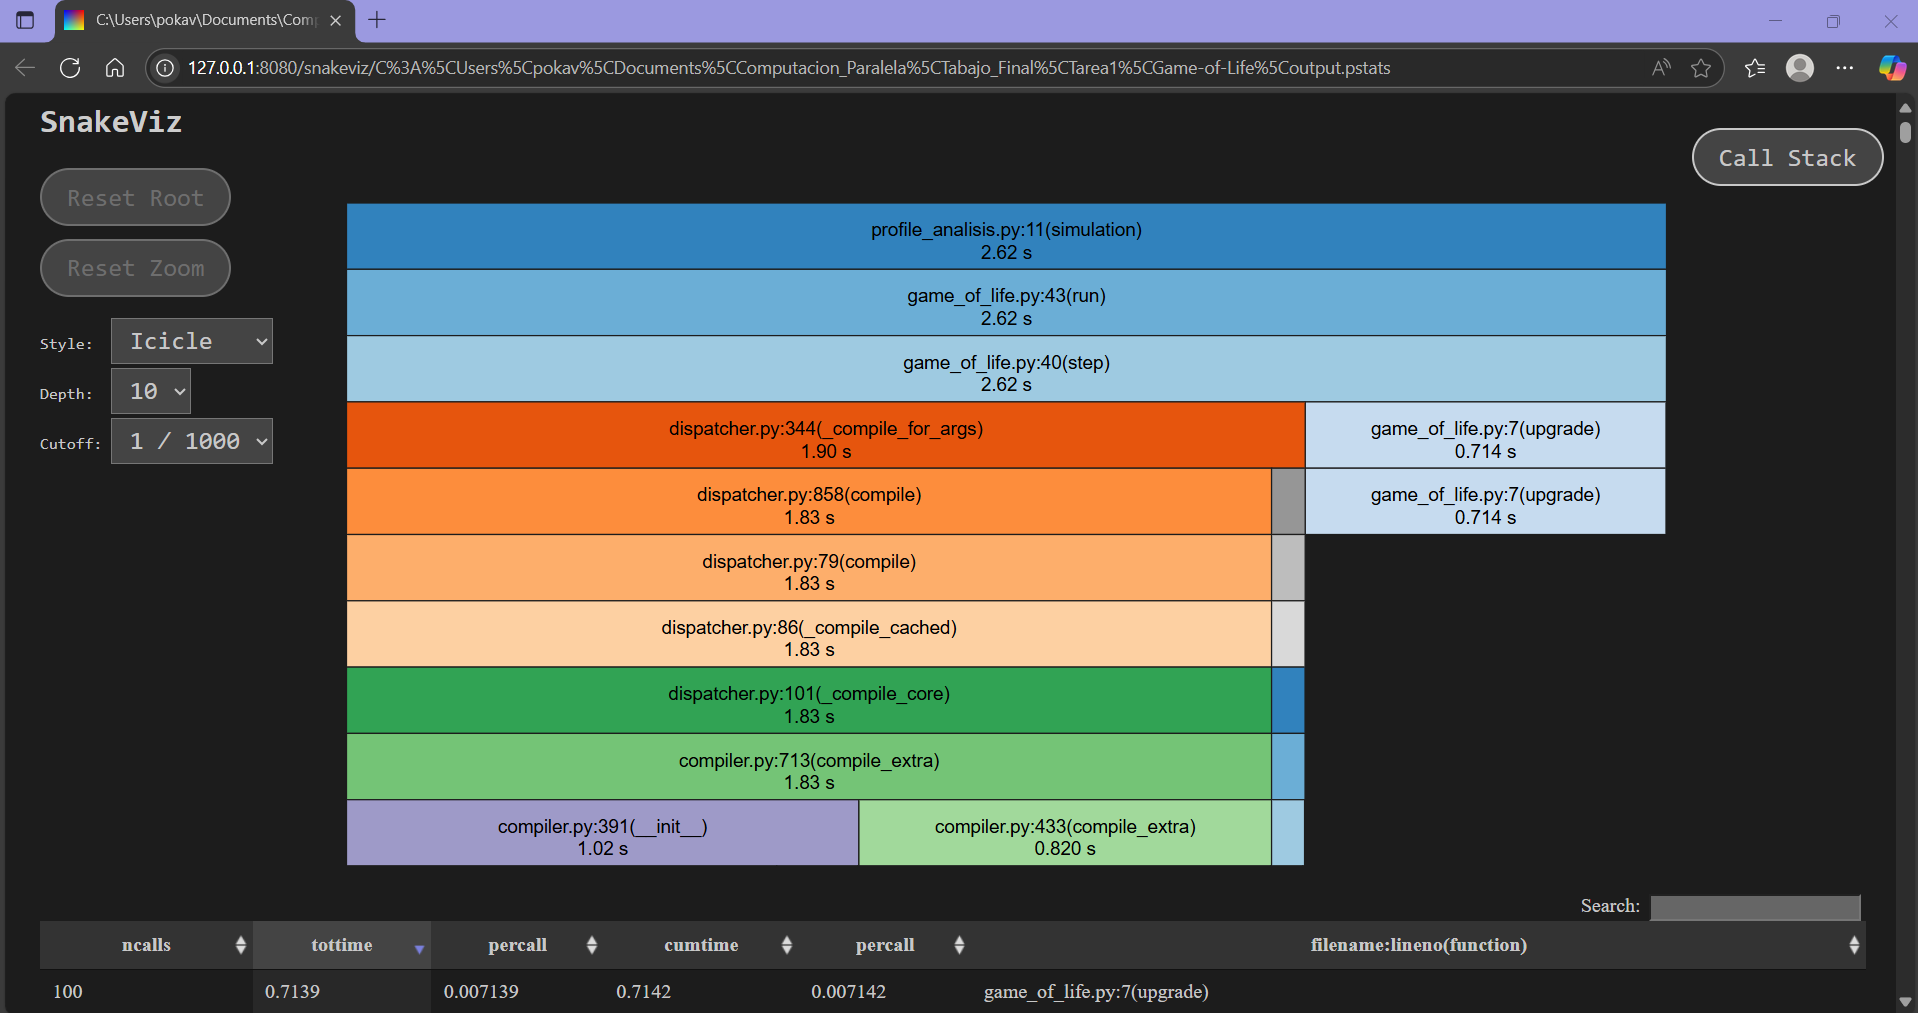 C:\Users\pokav\Documents\Comp
127.0.0.1:8080/snakeviz/C%3A%5CUsers%5Cpokav%5CDocuments%5CComputacion_Paralela%5CTabajo_Final%5CTarea1%5CGame-of-Life%5Coutput.pstats
SnakeViz
Call Stack
Reset Root
Reset Zoom
Style: Icicle
Depth: 10
Cutoff: 1 / 1000
profile_analisis.py:11(simulation)
2.62 s
game_of_life.py:43(run)
2.62 s
game_of_life.py:40(step)
2.62 s
dispatcher.py:344(_compile_for_args)
1.90 s
game_of_life.py:7(upgrade)
0.714 s
dispatcher.py:858(compile)
1.83 s
game_of_life.py:7(upgrade)
0.714 s
dispatcher.py:79(compile)
1.83 s
dispatcher.py:86(_compile_cached)
1.83 s
dispatcher.py:101(_compile_core)
1.83 s
compiler.py:713(compile_extra)
1.83 s
compiler.py:391(__init__)
1.02 s
compiler.py:433(compile_extra)
0.820 s
Search:
ncalls tottime percall cumtime percall filename:lineno(function)
100 0.7139 0.007139 0.7142 0.007142 game_of_life.py:7(upgrade)